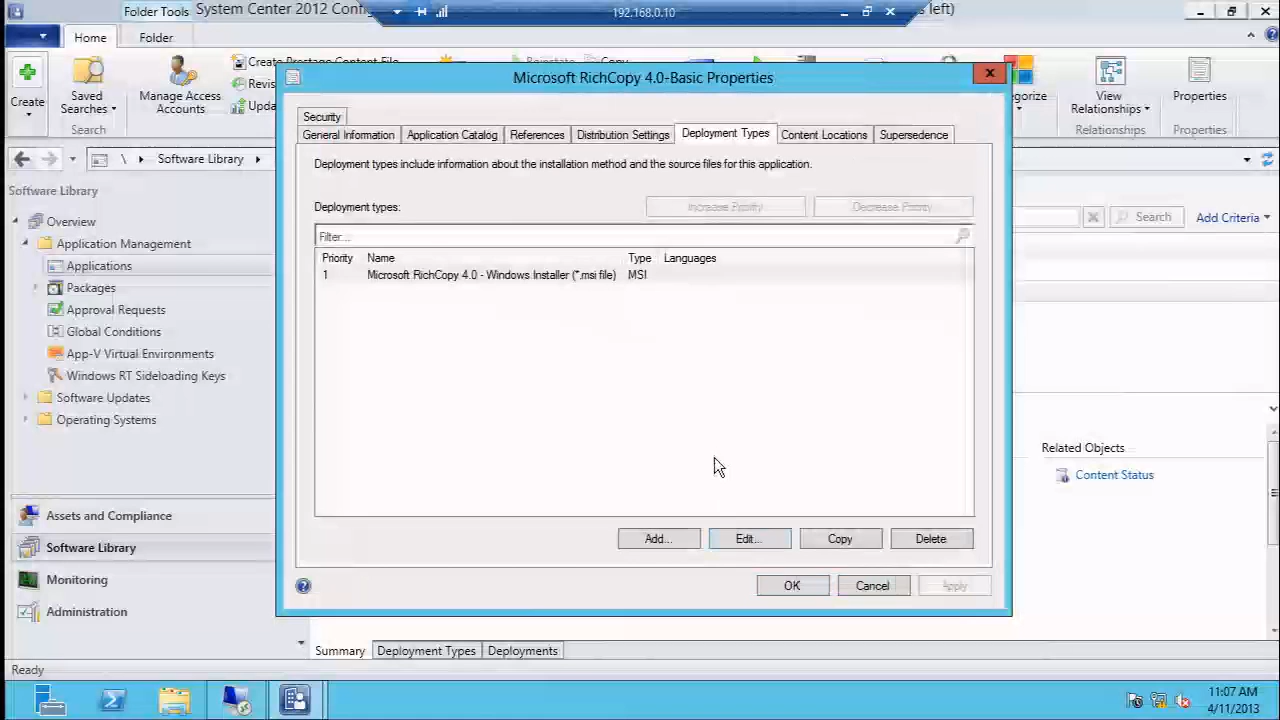 Folder Tools System Center 2012 Config 192.168.0.10 s left)
Home Folder
Create Prestage Content File Reinstate Copy
Create
Saved Searches
Manage Access Accounts
Revis
Upda
egorize
View Relationships
Properties
Search
Relationships
Properties
\ Software Library
Software Library
Overview
Application Management
Applications
Packages
Approval Requests
Global Conditions
App-V Virtual Environments
Windows RT Sideloading Keys
Software Updates
Operating Systems
Assets and Compliance
Software Library
Monitoring
Administration
Ready
Microsoft RichCopy 4.0-Basic Properties
Security
General Information Application Catalog References Distribution Settings Deployment Types Content Locations Supersedence
Deployment types include information about the installation method and the source files for this application.
Deployment types:
Increase Priority Decrease Priority
Filter...
Priority Name Type Languages
1 Microsoft RichCopy 4.0 - Windows Installer (*.msi file) MSI
Add... Edit... Copy Delete
OK Cancel Apply
Search Add Criteria
Related Objects
Content Status
Summary Deployment Types Deployments
11:07 AM
4/11/2013